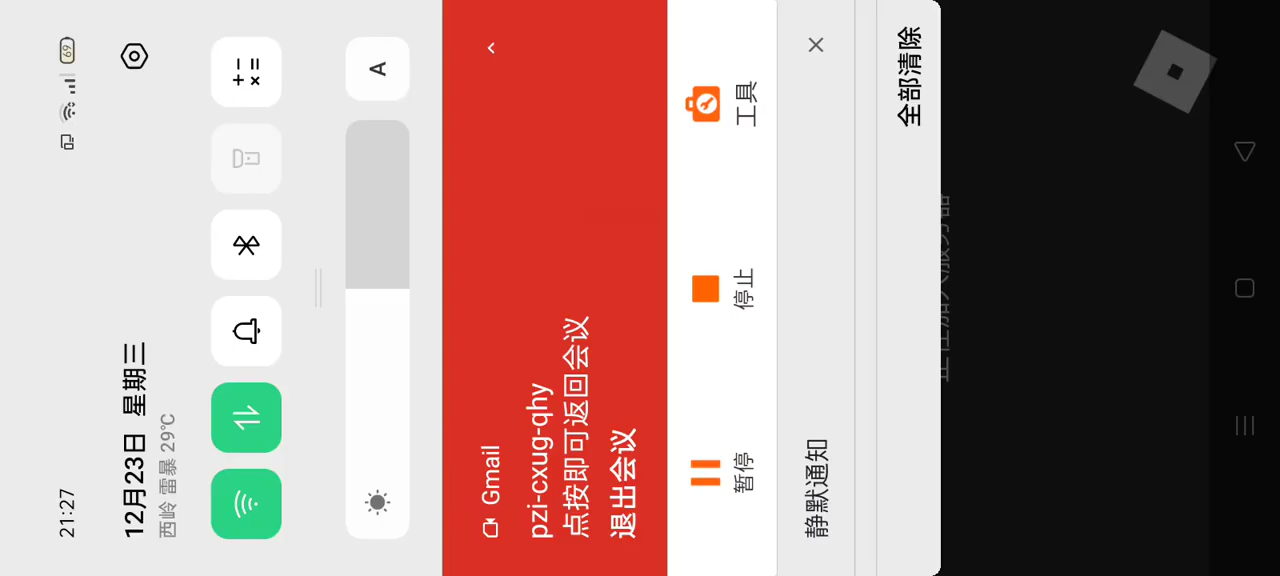 21:27
69
12月23日 星期三
西岭 雷暴 29℃
A
Gmail
pzi-cxug-qhy
点按即可返回会议
退出会议
暂停
停止
工具
静默通知
全部清除